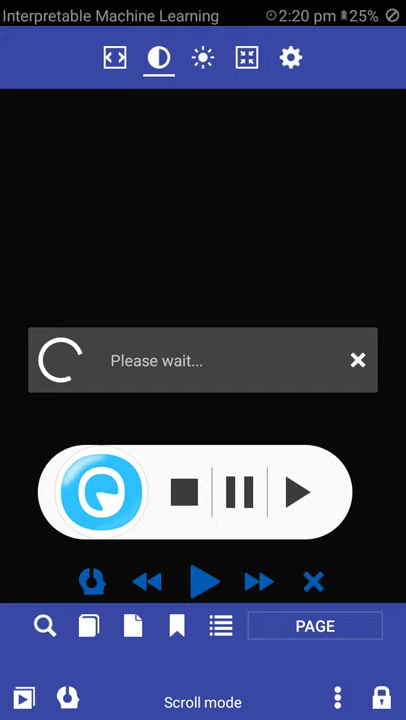 Interpretable Machine Learning 2:20 pm 25%
Please wait...
PAGE
Scroll mode